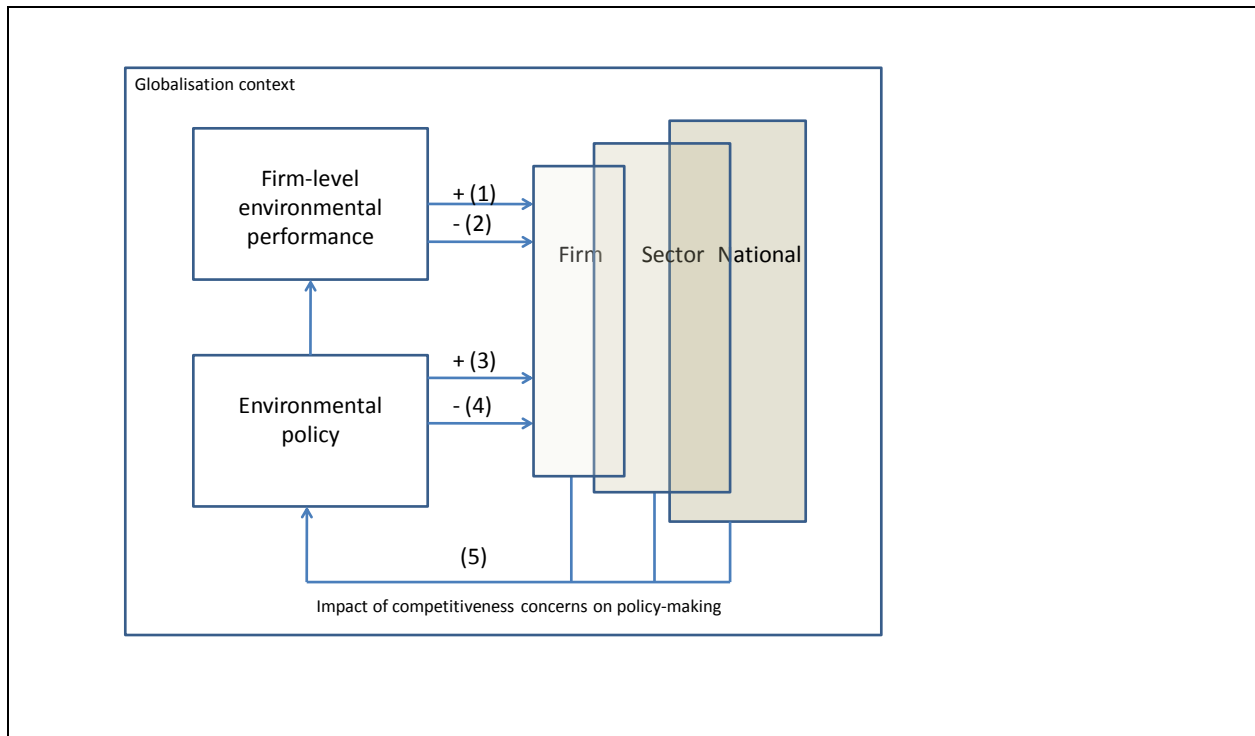 Globalisation context
Firm-level
environmental
performance
+ (1)
- (2)
Firm
Sector
National
Environmental
policy
+ (3)
- (4)
(5)
Impact of competitiveness concerns on policy-making